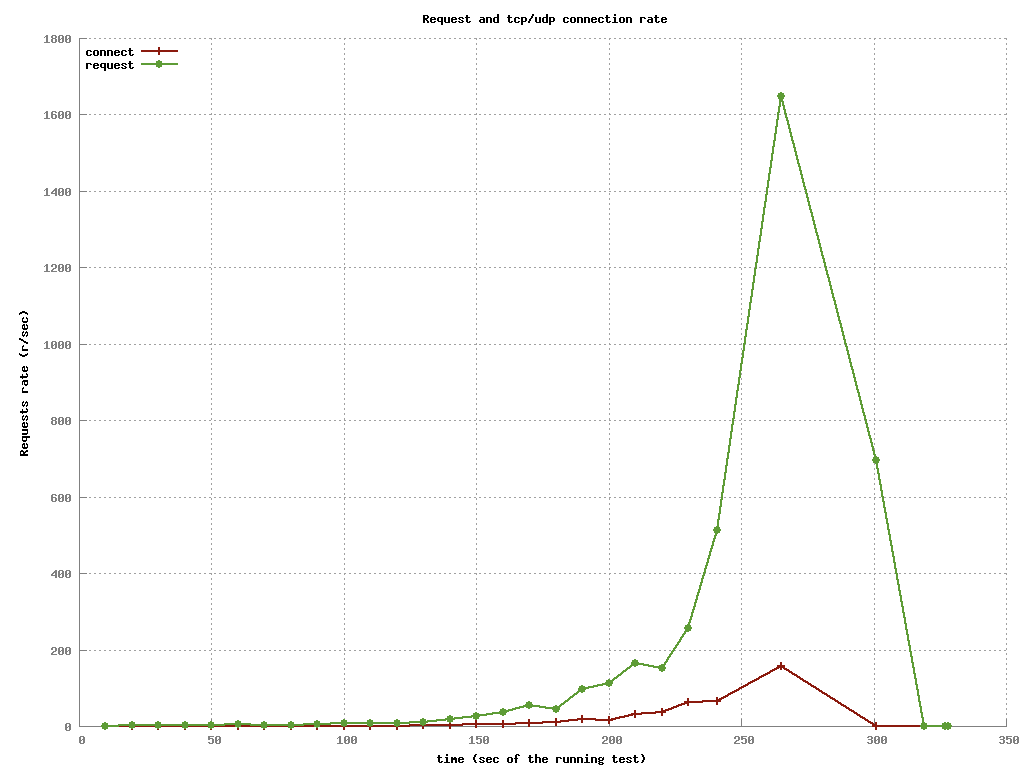 Request and tcp/udp connection rate
1800
connect
request
1600
1400
1200
1000
Requests rate (r/sec)
800
600
400
200
0
0 50 100 150 200 250 300 350
time (sec of the running test)